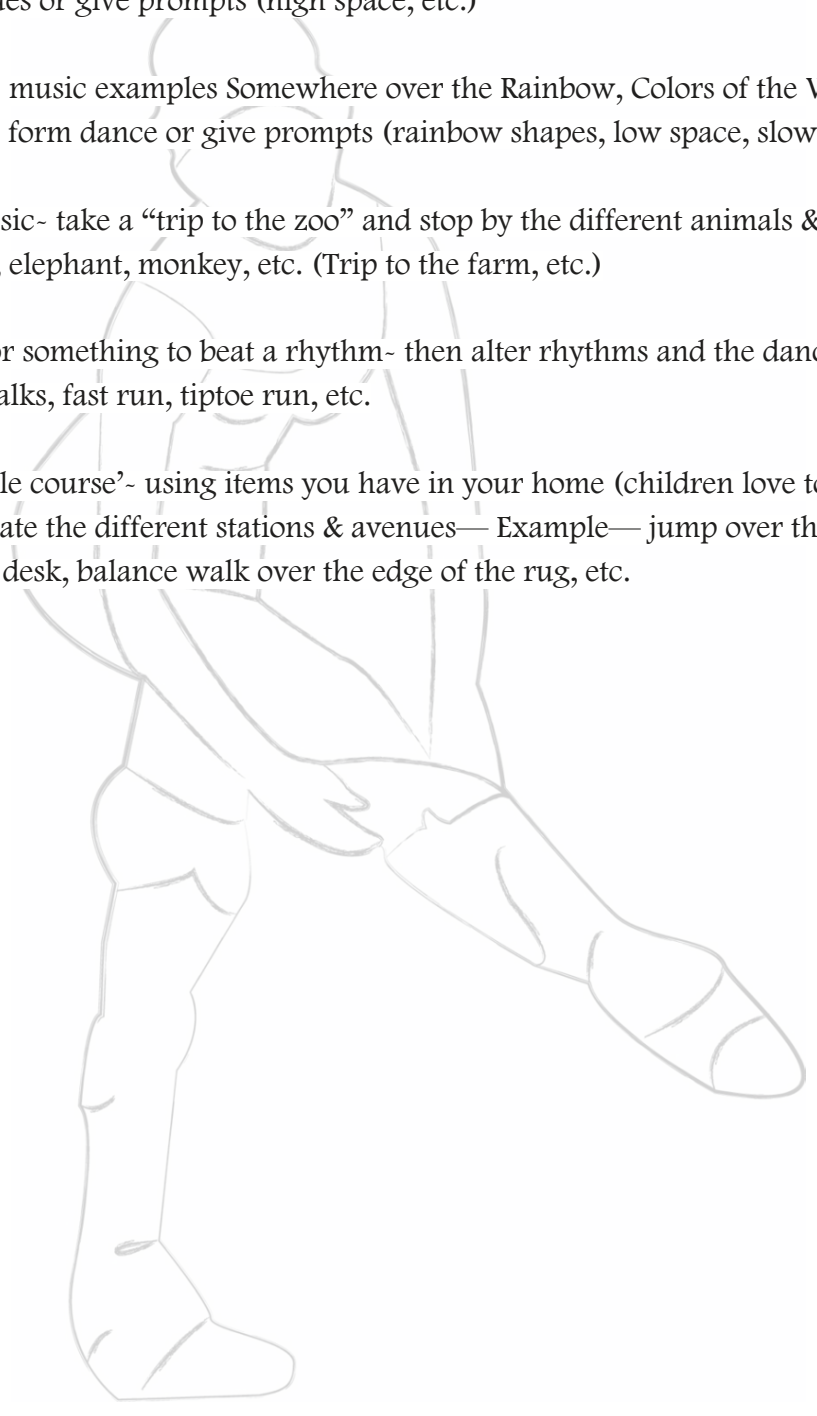 es or give prompts (high space, etc.)
music examples Somewhere over the Rainbow, Colors of the
form dance or give prompts (rainbow shapes, low space, slow
sic~ take a “trip to the zoo” and stop by the different animals &
elephant, monkey, etc. (Trip to the farm, etc.)
r something to beat a rhythm~ then alter rhythms and the danc
alks, fast run, tiptoe run, etc.
le course’~ using items you have in your home (children love to
ate the different stations & avenues— Example— jump over th
desk, balance walk over the edge of the rug, etc.